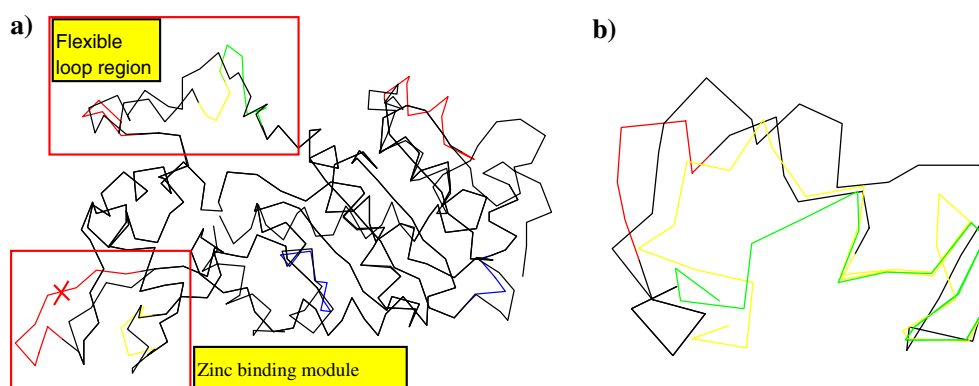 a)
Flexible
loop region
Zinc binding module
b)